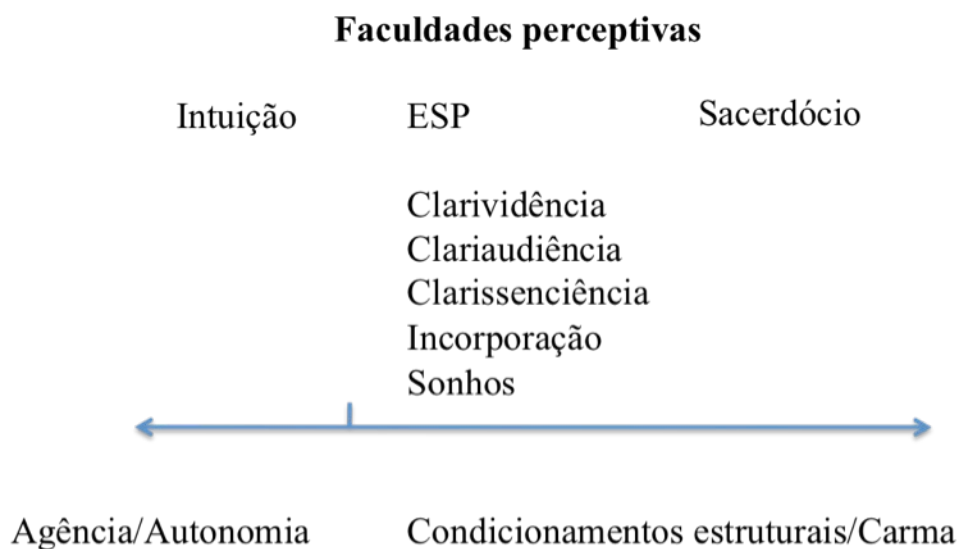 Faculdades perceptivas
Intuição ESP Sacerdócio
Clarividência
Clariaudiência
Clarissenciência
Incorporação
Sonhos
Agência/Autonomia Condicionamentos estruturais/Carma